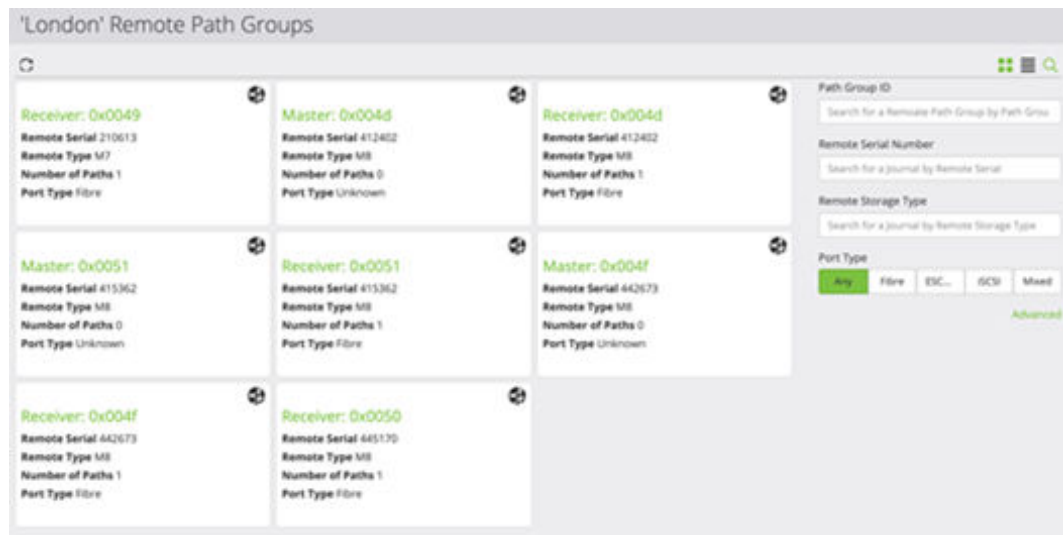 'London' Remote Path Groups
Receiver: 0x0049
Remote Serial 210613
Remote Type M7
Number of Paths 1
Port Type Fibre
Master: 0x004d
Remote Serial 412402
Remote Type M8
Number of Paths 0
Port Type Unknown
Receiver: 0x004d
Remote Serial 412402
Remote Type M8
Number of Paths 1
Port Type Fibre
Master: 0x0051
Remote Serial 415362
Remote Type M8
Number of Paths 0
Port Type Unknown
Receiver: 0x0051
Remote Serial 415362
Remote Type M8
Number of Paths 1
Port Type Fibre
Master: 0x004f
Remote Serial 442673
Remote Type M8
Number of Paths 0
Port Type Unknown
Receiver: 0x004f
Remote Serial 442673
Remote Type M8
Number of Paths 1
Port Type Fibre
Receiver: 0x0050
Remote Serial 445170
Remote Type M8
Number of Paths 1
Port Type Fibre
Path Group ID
Search for a Remoate Path Group by Path Grou
Remote Serial Number
Search for a Journal by Remote Serial
Remote Storage Type
Search for a Journal by Remote Storage Type
Port Type
Any Fibre ESC... iSCSI Mixed
Advanced